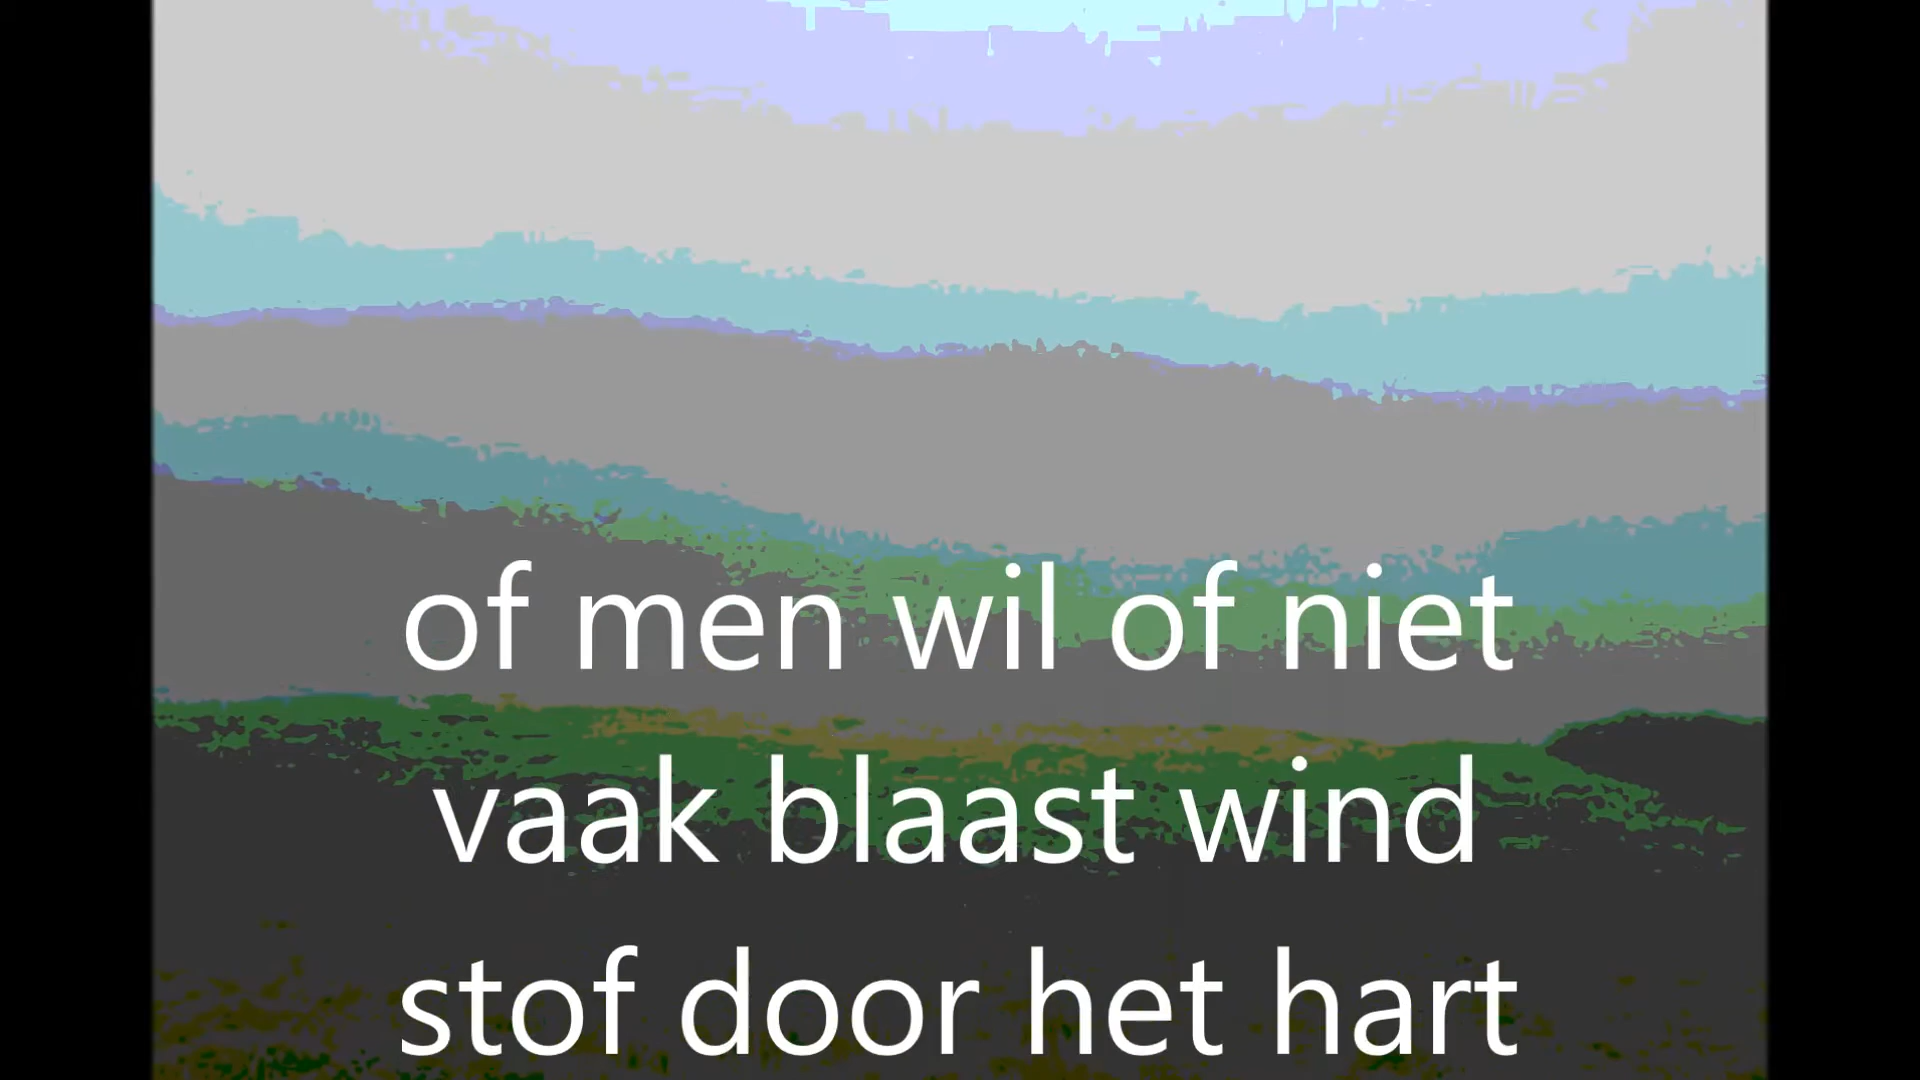 of men wil of niet
vaak blaast wind
stof door het hart